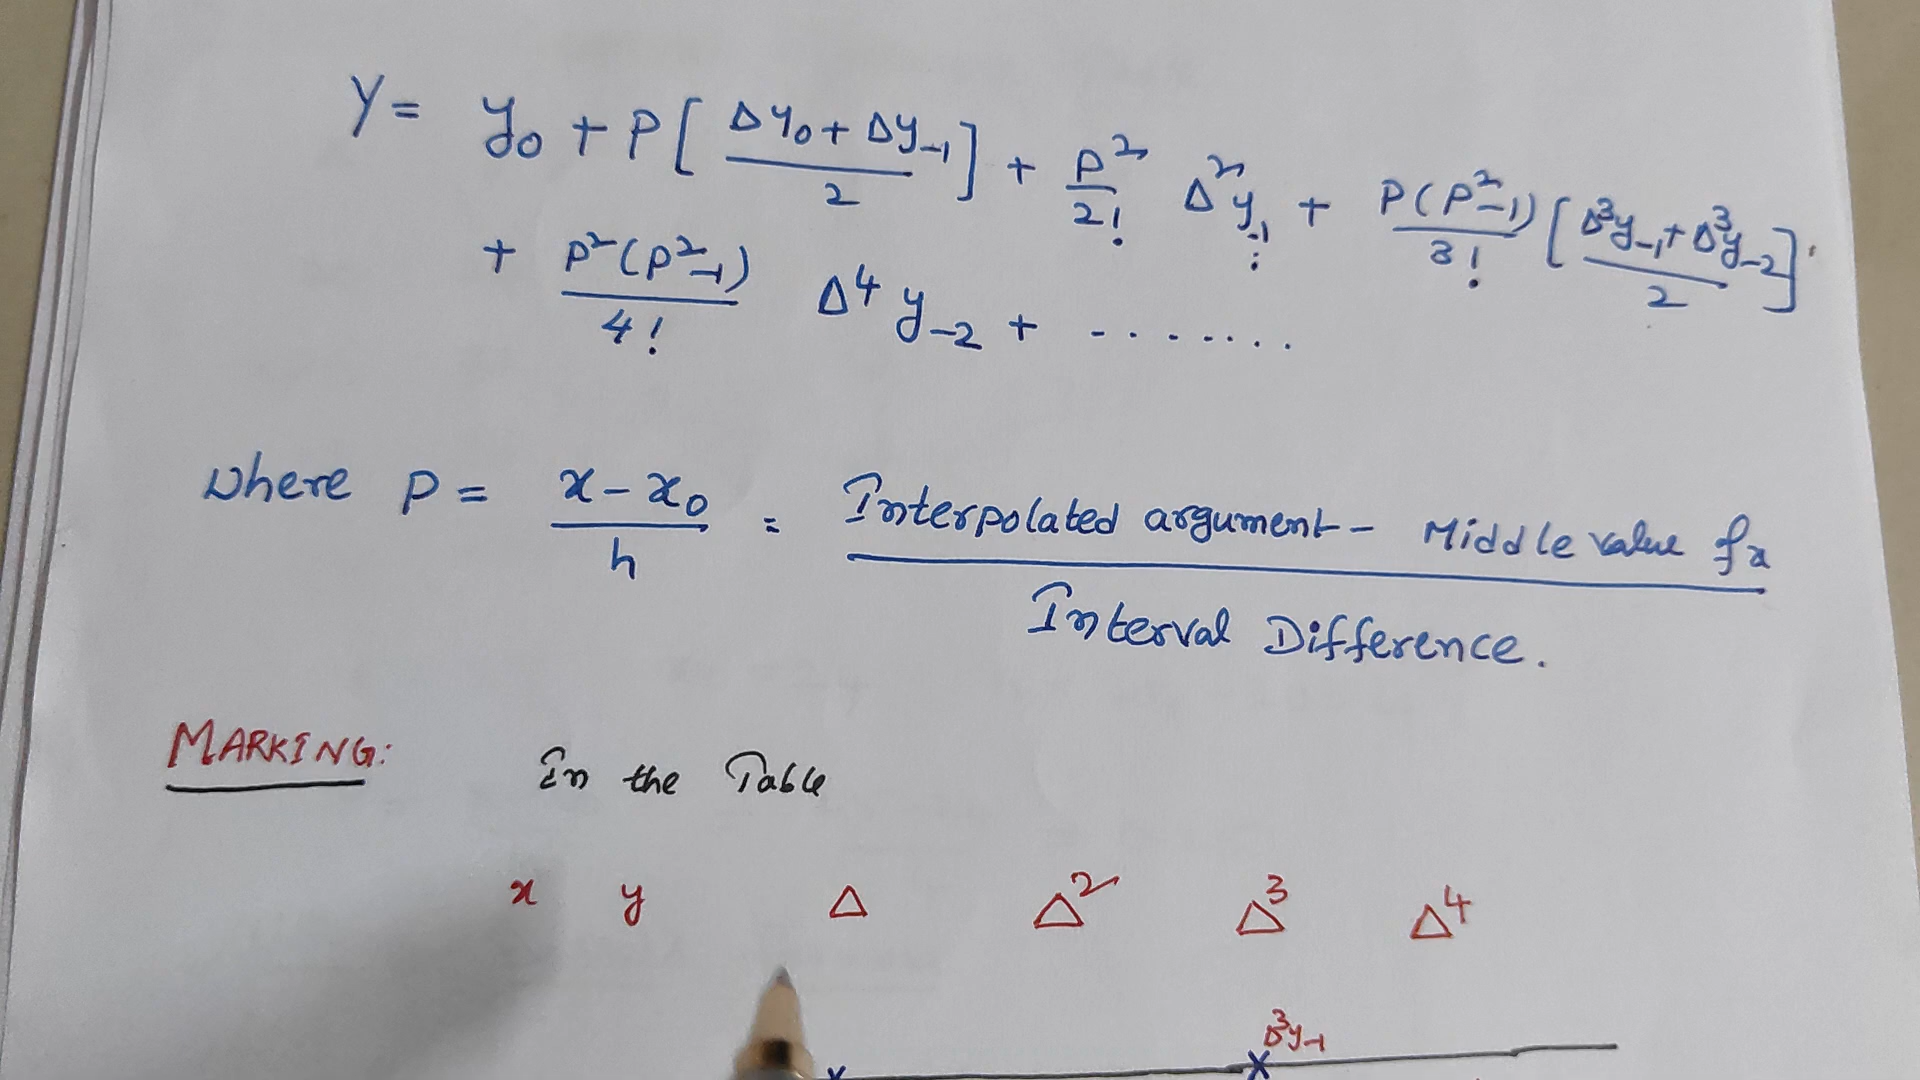 Y = y₀ + P[(Δy₀ + Δy₋₁)/2] + P²/2! Δ²y₋₁ + P(P²-1)/3! [(Δ³y₋₁ + Δ³y₋₂)/2]
+ P²(P²-1)/4! Δ⁴y₋₂ + ........
where P = (x - x₀)/h = (Interpolated argument - Middle value of x)/(Interval Difference.)
MARKING: In the Table
x y Δ Δ² Δ³ Δ⁴
Δ³y₋₁